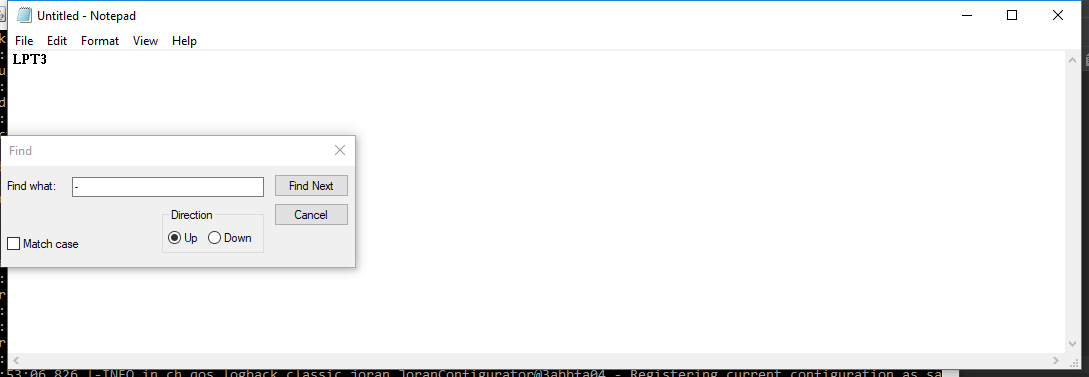 Untitled - Notepad
File Edit Format View Help
LPT3
Find
Find what: -
Find Next
Direction
Cancel
Up Down
Match case
:53:06,826 |-INFO in ch.qos.logback.classic.joran.JoranConfigurator@3abbfa04 - Registering current configuration as sa